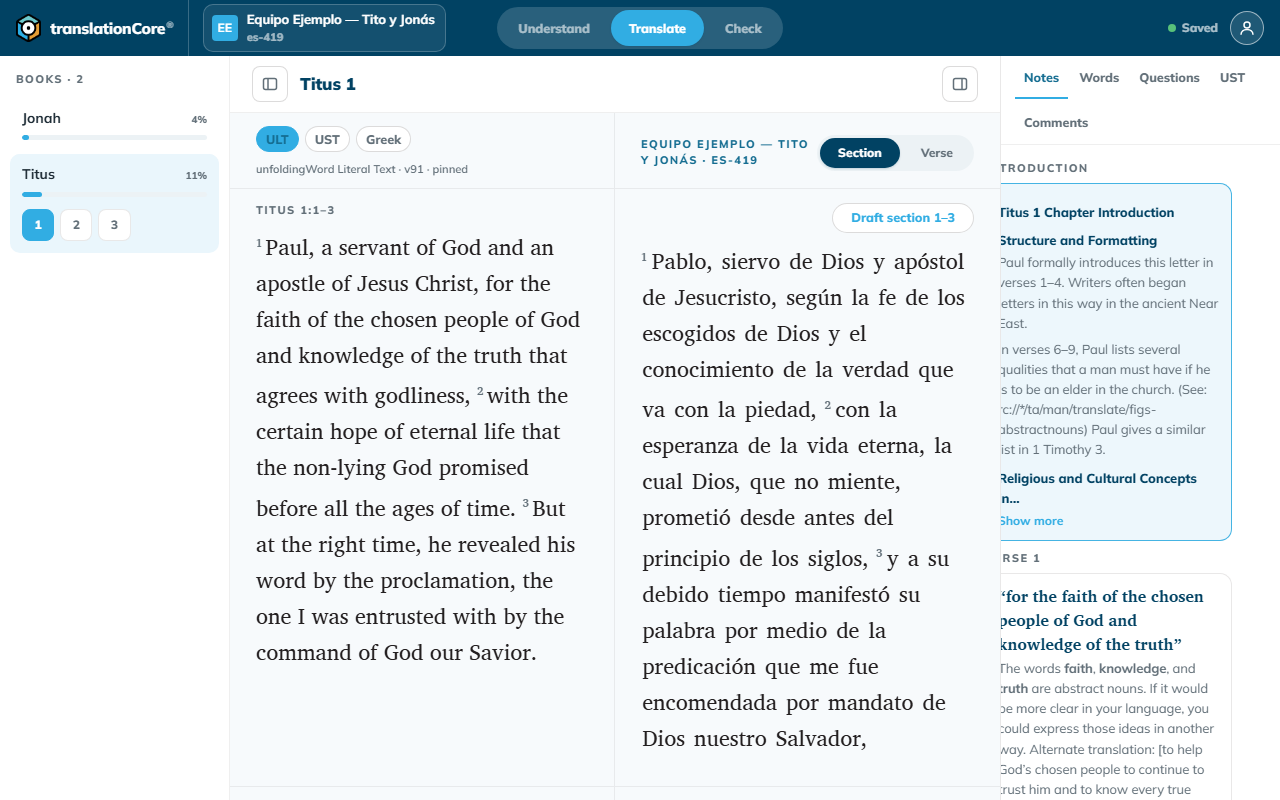 translationCore®
EE
Equipo Ejemplo — Tito y Jonás
es-419
Understand
Translate
Check
Saved
BOOKS · 2
Jonah
4%
Titus
11%
1
2
3
Titus 1
ULT
UST
Greek
unfoldingWord Literal Text · v91 · pinned
EQUIPO EJEMPLO — TITO
Y JONÁS · ES-419
Section
Verse
TITUS 1:1–3
1 Paul, a servant of God and an
apostle of Jesus Christ, for the
faith of the chosen people of God
and knowledge of the truth that
agrees with godliness, 2 with the
certain hope of eternal life that
the non-lying God promised
before all the ages of time. 3 But
at the right time, he revealed his
word by the proclamation, the
one I was entrusted with by the
command of God our Savior.
Draft section 1–3
1 Pablo, siervo de Dios y apóstol
de Jesucristo, según la fe de los
escogidos de Dios y el
conocimiento de la verdad que
va con la piedad, 2 con la
esperanza de la vida eterna, la
cual Dios, que no miente,
prometió desde antes del
principio de los siglos, 3 y a su
debido tiempo manifestó su
palabra por medio de la
predicación que me fue
encomendada por mandato de
Dios nuestro Salvador,
Notes
Words
Questions
UST
Comments
TRODUCTION
Titus 1 Chapter Introduction
Structure and Formatting
Paul formally introduces this letter in
verses 1–4. Writers often began
letters in this way in the ancient Near
East.
In verses 6–9, Paul lists several
qualities that a man must have if he
is to be an elder in the church. (See:
rc://*/ta/man/translate/figs-
abstractnouns) Paul gives a similar
list in 1 Timothy 3.
Religious and Cultural Concepts
in…
Show more
RSE 1
“for the faith of the chosen
people of God and
knowledge of the truth”
The words faith, knowledge, and
truth are abstract nouns. If it would
be more clear in your language, you
could express those ideas in another
way. Alternate translation: [to help
God’s chosen people to continue to
trust him and to know every true